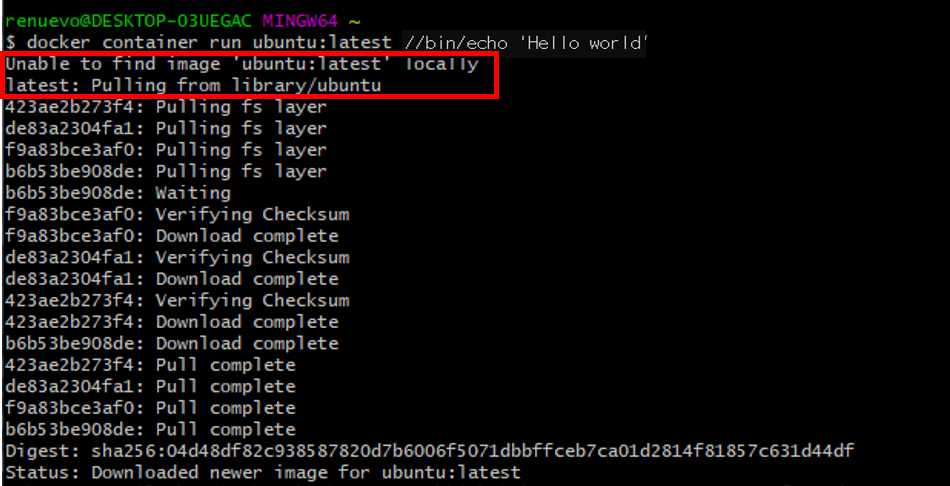 renuevo@DESKTOP-O3UEGAC MINGW64 ~
$ docker container run ubuntu:latest //bin/echo 'Hello world'
Unable to find image 'ubuntu:latest' locally
latest: Pulling from library/ubuntu
423ae2b273f4: Pulling fs layer
de83a2304fa1: Pulling fs layer
f9a83bce3af0: Pulling fs layer
b6b53be908de: Pulling fs layer
b6b53be908de: Waiting
f9a83bce3af0: Verifying Checksum
f9a83bce3af0: Download complete
de83a2304fa1: Verifying Checksum
de83a2304fa1: Download complete
423ae2b273f4: Verifying Checksum
423ae2b273f4: Download complete
b6b53be908de: Download complete
423ae2b273f4: Pull complete
de83a2304fa1: Pull complete
f9a83bce3af0: Pull complete
b6b53be908de: Pull complete
Digest: sha256:04d48df82c938587820d7b6006f5071dbbffceb7ca01d2814f81857c631d44df
Status: Downloaded newer image for ubuntu:latest